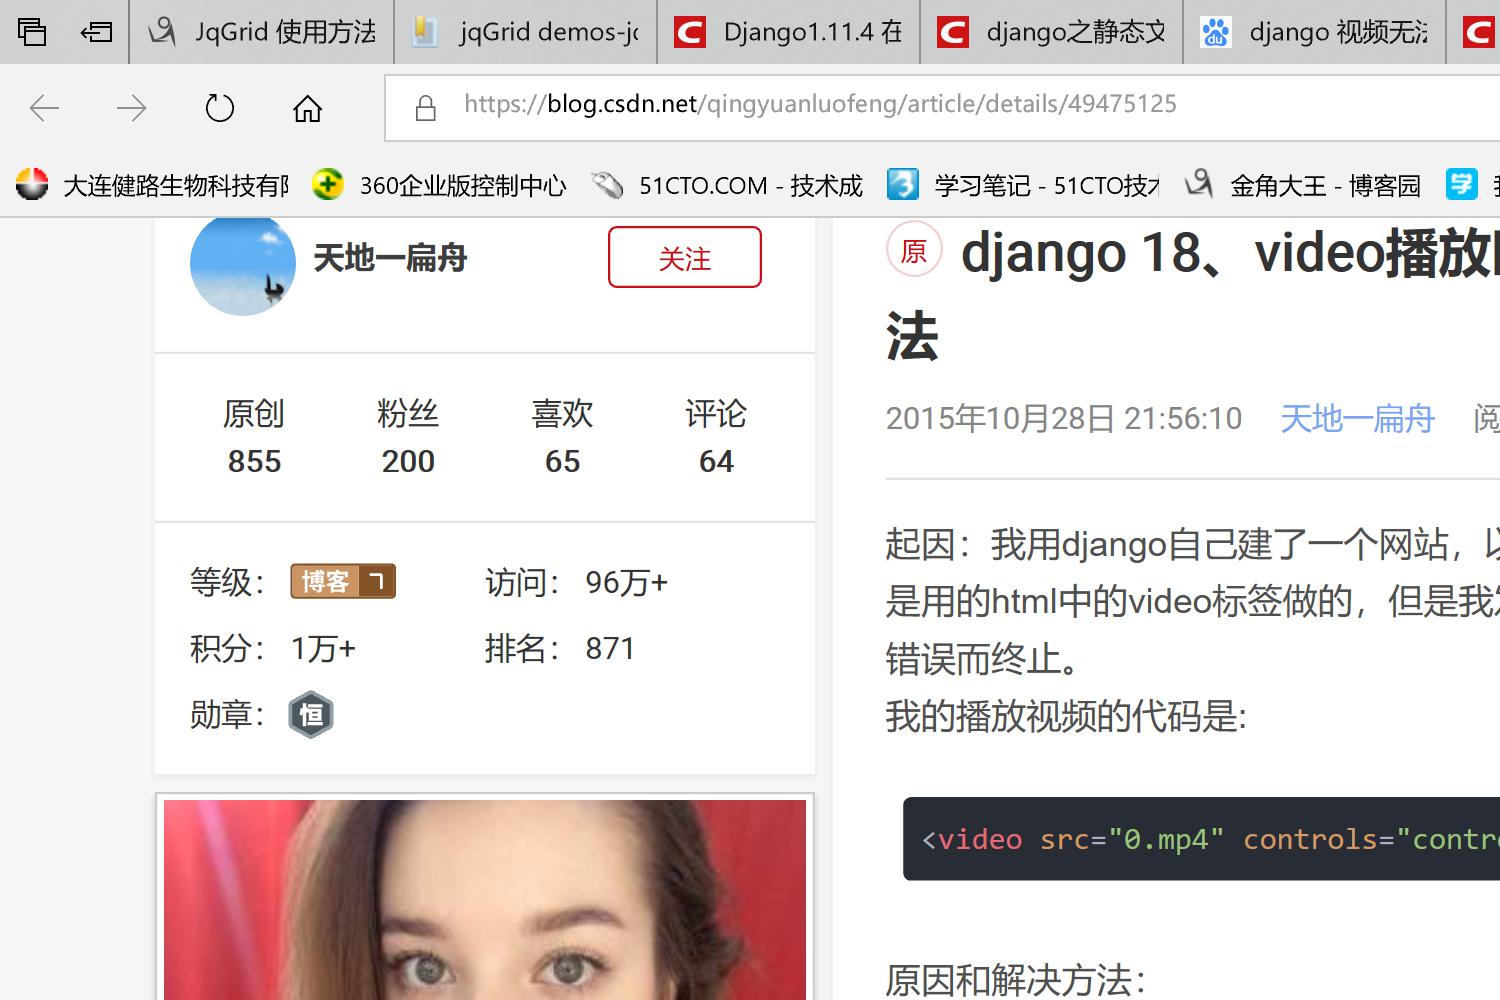 JqGrid 使用方法
jqGrid demos-jq
Django1.11.4 在
django之静态文
django 视频无法
https://blog.csdn.net/qingyuanluofeng/article/details/49475125
大连健路生物科技有限
360企业版控制中心
51CTO.COM - 技术成
学习笔记 - 51CTO技术
金角大王 - 博客园
学
天地一扁舟
关注
原创 粉丝 喜欢 评论
855 200 65 64
等级： 博客 7 访问： 96万+
积分： 1万+ 排名： 871
勋章： 恒
原 django 18、video播放
法
2015年10月28日 21:56:10 天地一扁舟 阅
起因：我用django自己建了一个网站，以
是用的html中的video标签做的，但是我发
错误而终止。
我的播放视频的代码是:
<video src="0.mp4" controls="contro
原因和解决方法：